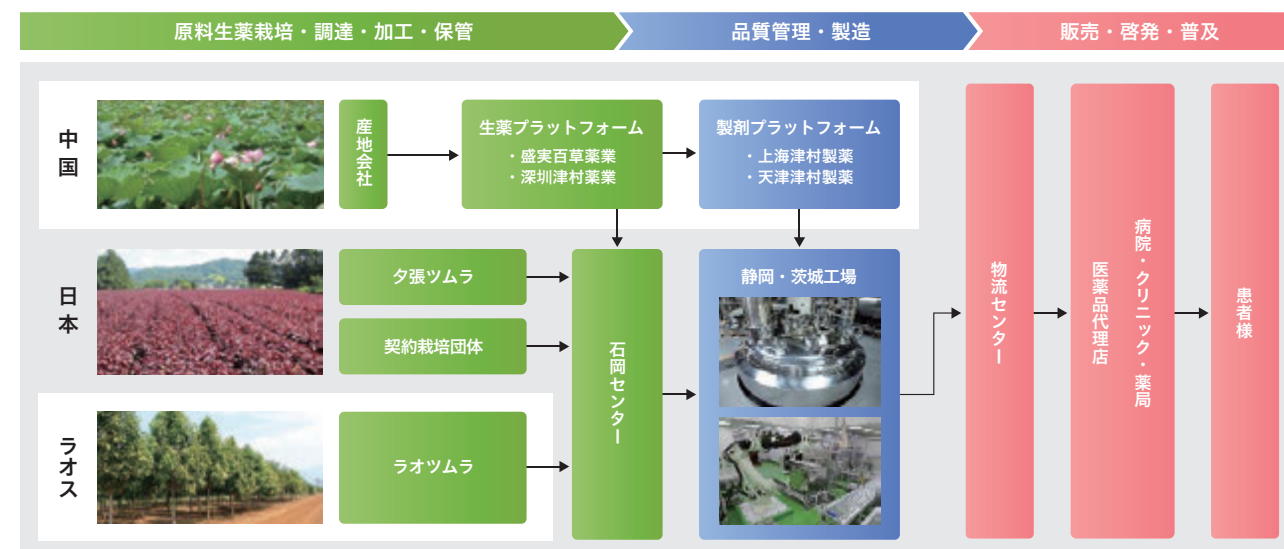 原料生薬栽培・調達・加工・保管
品質管理・製造
販売・啓発・普及
中国
産地会社
生薬プラットフォーム
・盛実百草薬業
・深圳津村薬業
製剤プラットフォーム
・上海津村製薬
・天津津村製薬
日本
夕張ツムラ
契約栽培団体
ラオス
ラオツムラ
石岡センター
静岡・茨城工場
物流センター
医薬品代理店
病院・クリニック・薬局
患者様